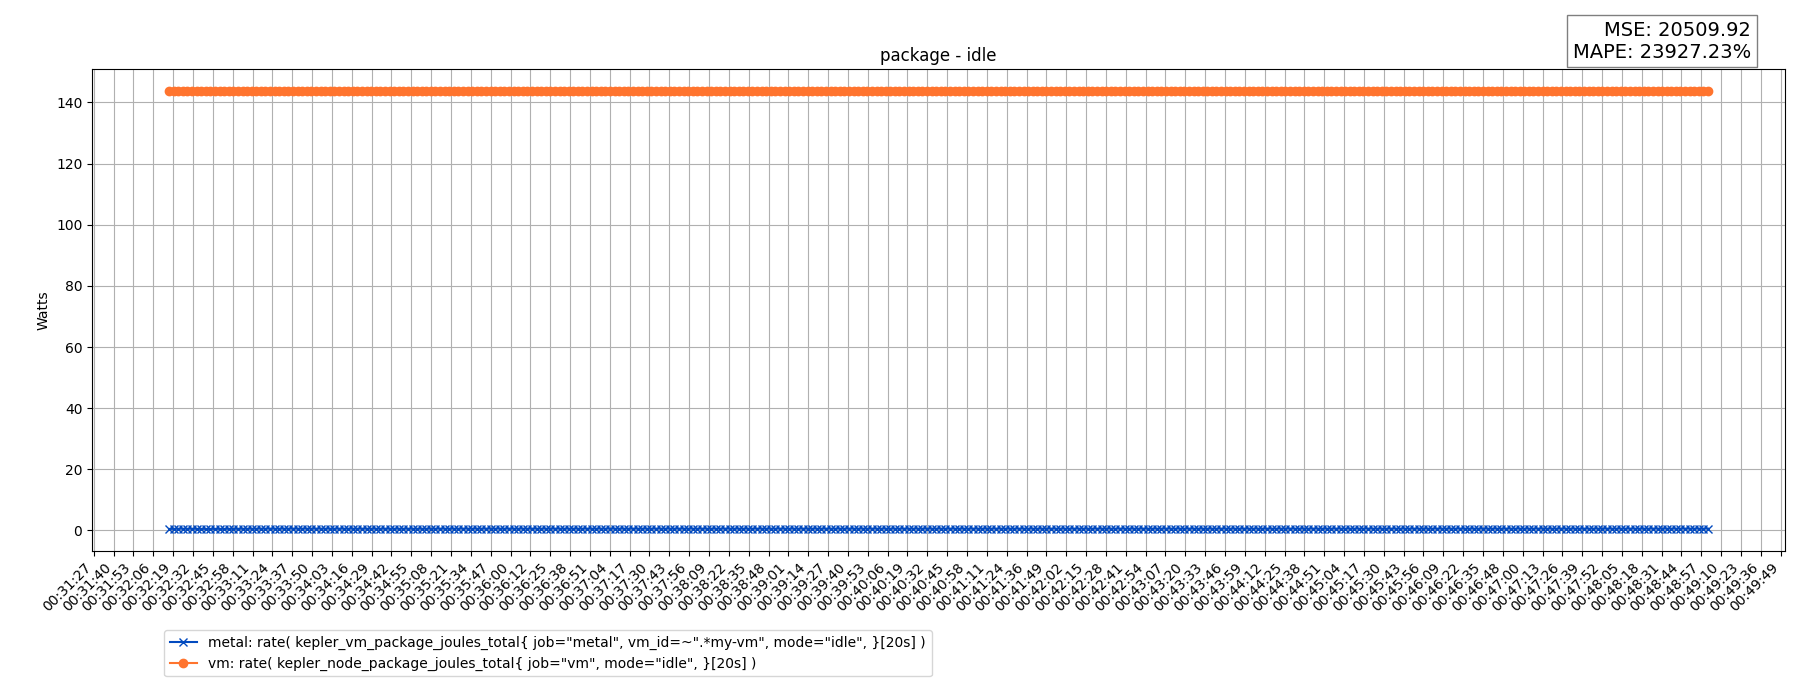 MSE: 20509.92
MAPE: 23927.23%
package - idle
Watts
140
120
100
80
60
40
20
0
00:31:27 00:31:40 00:31:53 00:32:06 00:32:19 00:32:32 00:32:45 00:32:58 00:33:11 00:33:24 00:33:37 00:33:50 00:34:03 00:34:16 00:34:29 00:34:42 00:34:55 00:35:08 00:35:21 00:35:34 00:35:47 00:36:00 00:36:12 00:36:25 00:36:38 00:36:51 00:37:04 00:37:17 00:37:30 00:37:43 00:37:56 00:38:09 00:38:22 00:38:35 00:38:48 00:39:01 00:39:14 00:39:27 00:39:40 00:39:53 00:40:06 00:40:19 00:40:32 00:40:45 00:40:58 00:41:11 00:41:24 00:41:36 00:41:49 00:42:02 00:42:15 00:42:28 00:42:41 00:42:54 00:43:07 00:43:20 00:43:33 00:43:46 00:43:59 00:44:12 00:44:25 00:44:38 00:44:51 00:45:04 00:45:17 00:45:30 00:45:43 00:45:56 00:46:09 00:46:22 00:46:35 00:46:48 00:47:00 00:47:13 00:47:26 00:47:39 00:47:52 00:48:05 00:48:18 00:48:31 00:48:44 00:48:57 00:49:10 00:49:23 00:49:36 00:49:49
metal: rate( kepler_vm_package_joules_total{ job="metal", vm_id=~".*my-vm", mode="idle", }[20s] )
vm: rate( kepler_node_package_joules_total{ job="vm", mode="idle", }[20s] )